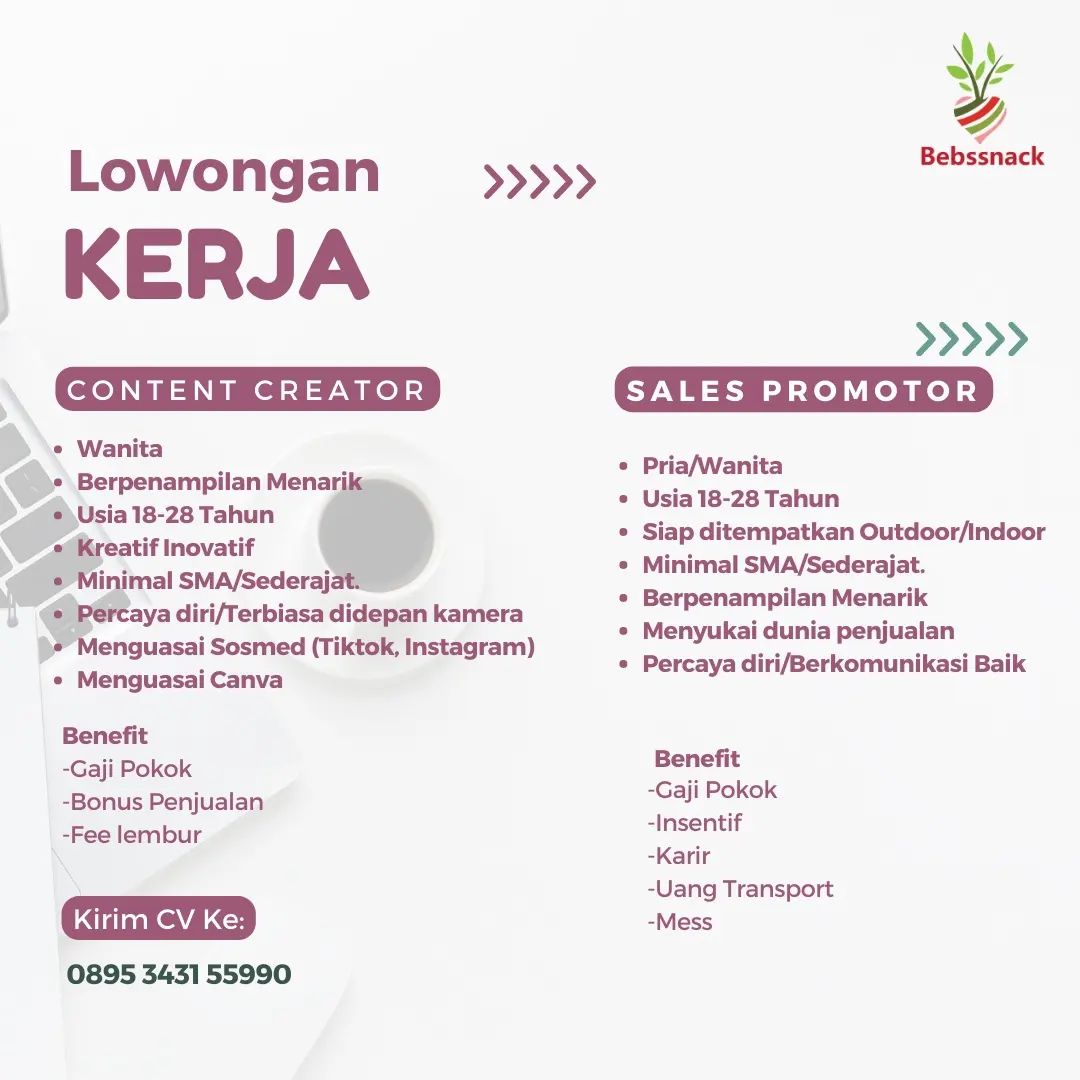 Bebssnack
Lowongan
KERJA
CONTENT CREATOR
• Wanita
• Berpenampilan Menarik
• Usia 18-28 Tahun
• Kreatif Inovatif
• Minimal SMA/Sederajat.
• Percaya diri/Terbiasa didepan kamera
• Menguasai Sosmed (Tiktok, Instagram)
• Menguasai Canva
Benefit
-Gaji Pokok
-Bonus Penjualan
-Fee lembur
Kirim CV Ke:
0895 3431 55990
SALES PROMOTOR
• Pria/Wanita
• Usia 18-28 Tahun
• Siap ditempatkan Outdoor/Indoor
• Minimal SMA/Sederajat.
• Berpenampilan Menarik
• Menyukai dunia penjualan
• Percaya diri/Berkomunikasi Baik
Benefit
-Gaji Pokok
-Insentif
-Karir
-Uang Transport
-Mess